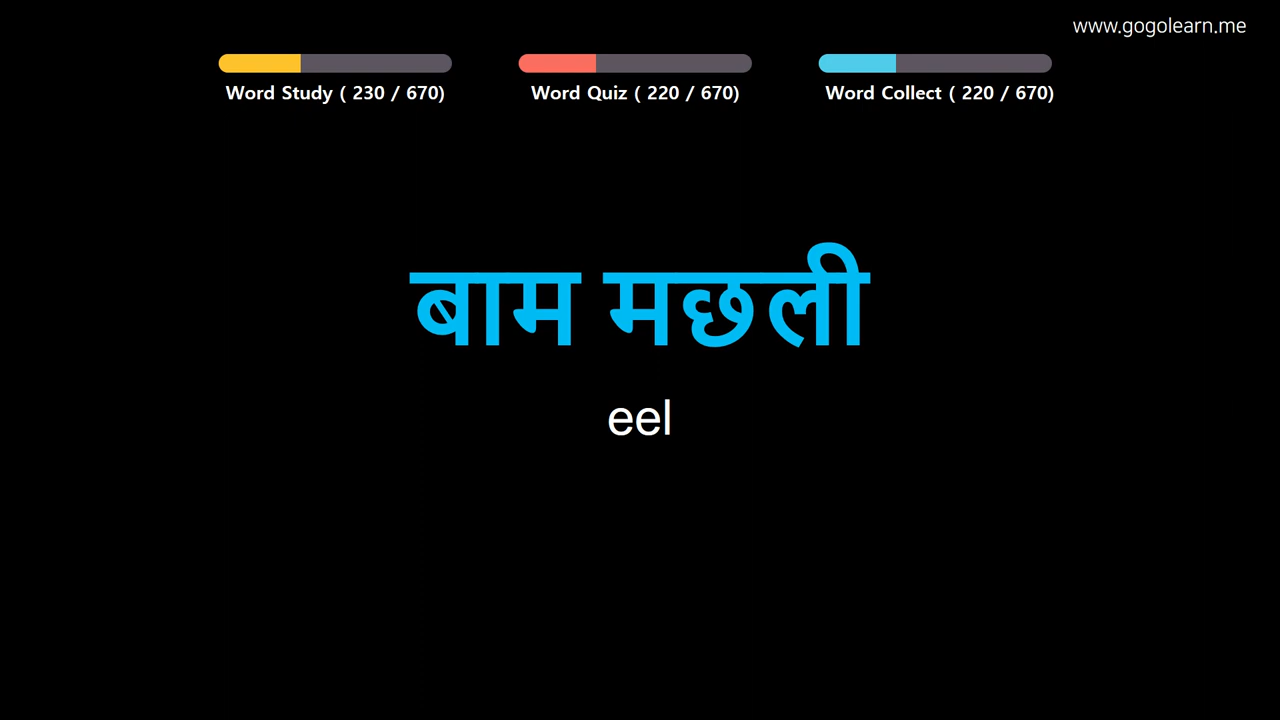 www.gogolearn.me
Word Study ( 230 / 670)
Word Quiz ( 220 / 670)
Word Collect ( 220 / 670)
बाम मछली
eel